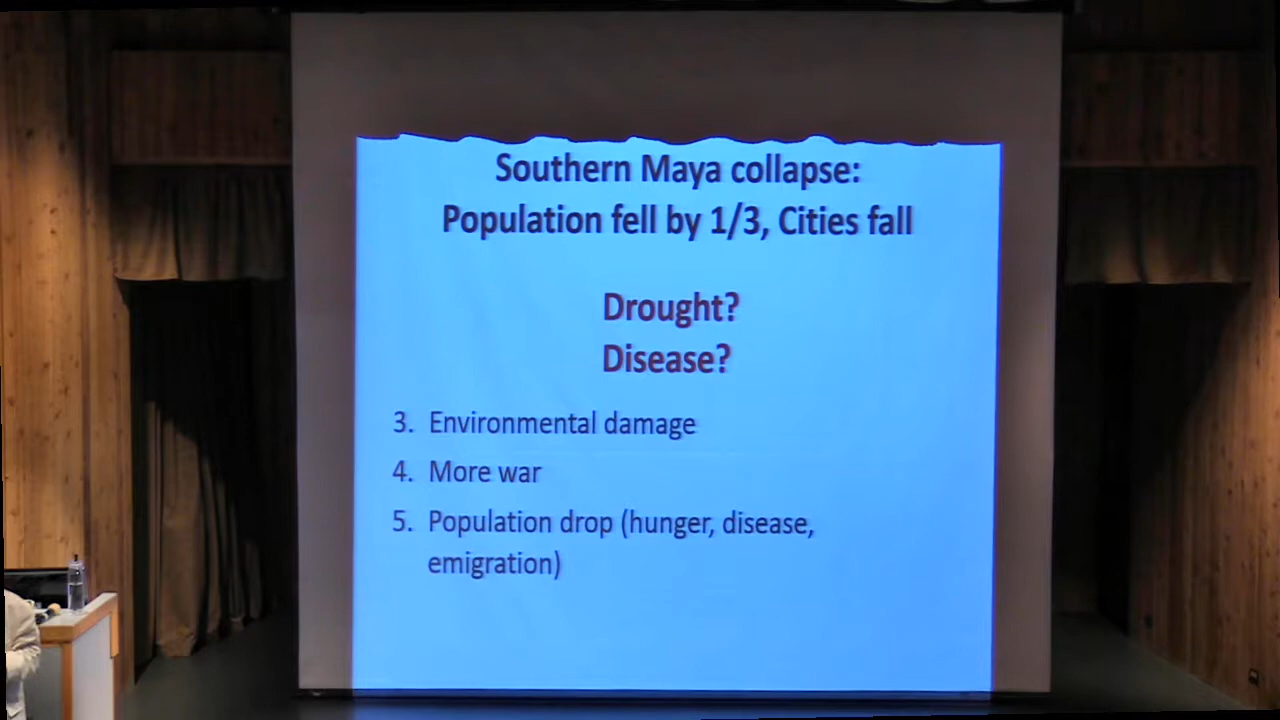 Southern Maya collapse:
Population fell by 1/3, Cities fall
Drought?
Disease?
3. Environmental damage
4. More war
5. Population drop (hunger, disease,
emigration)